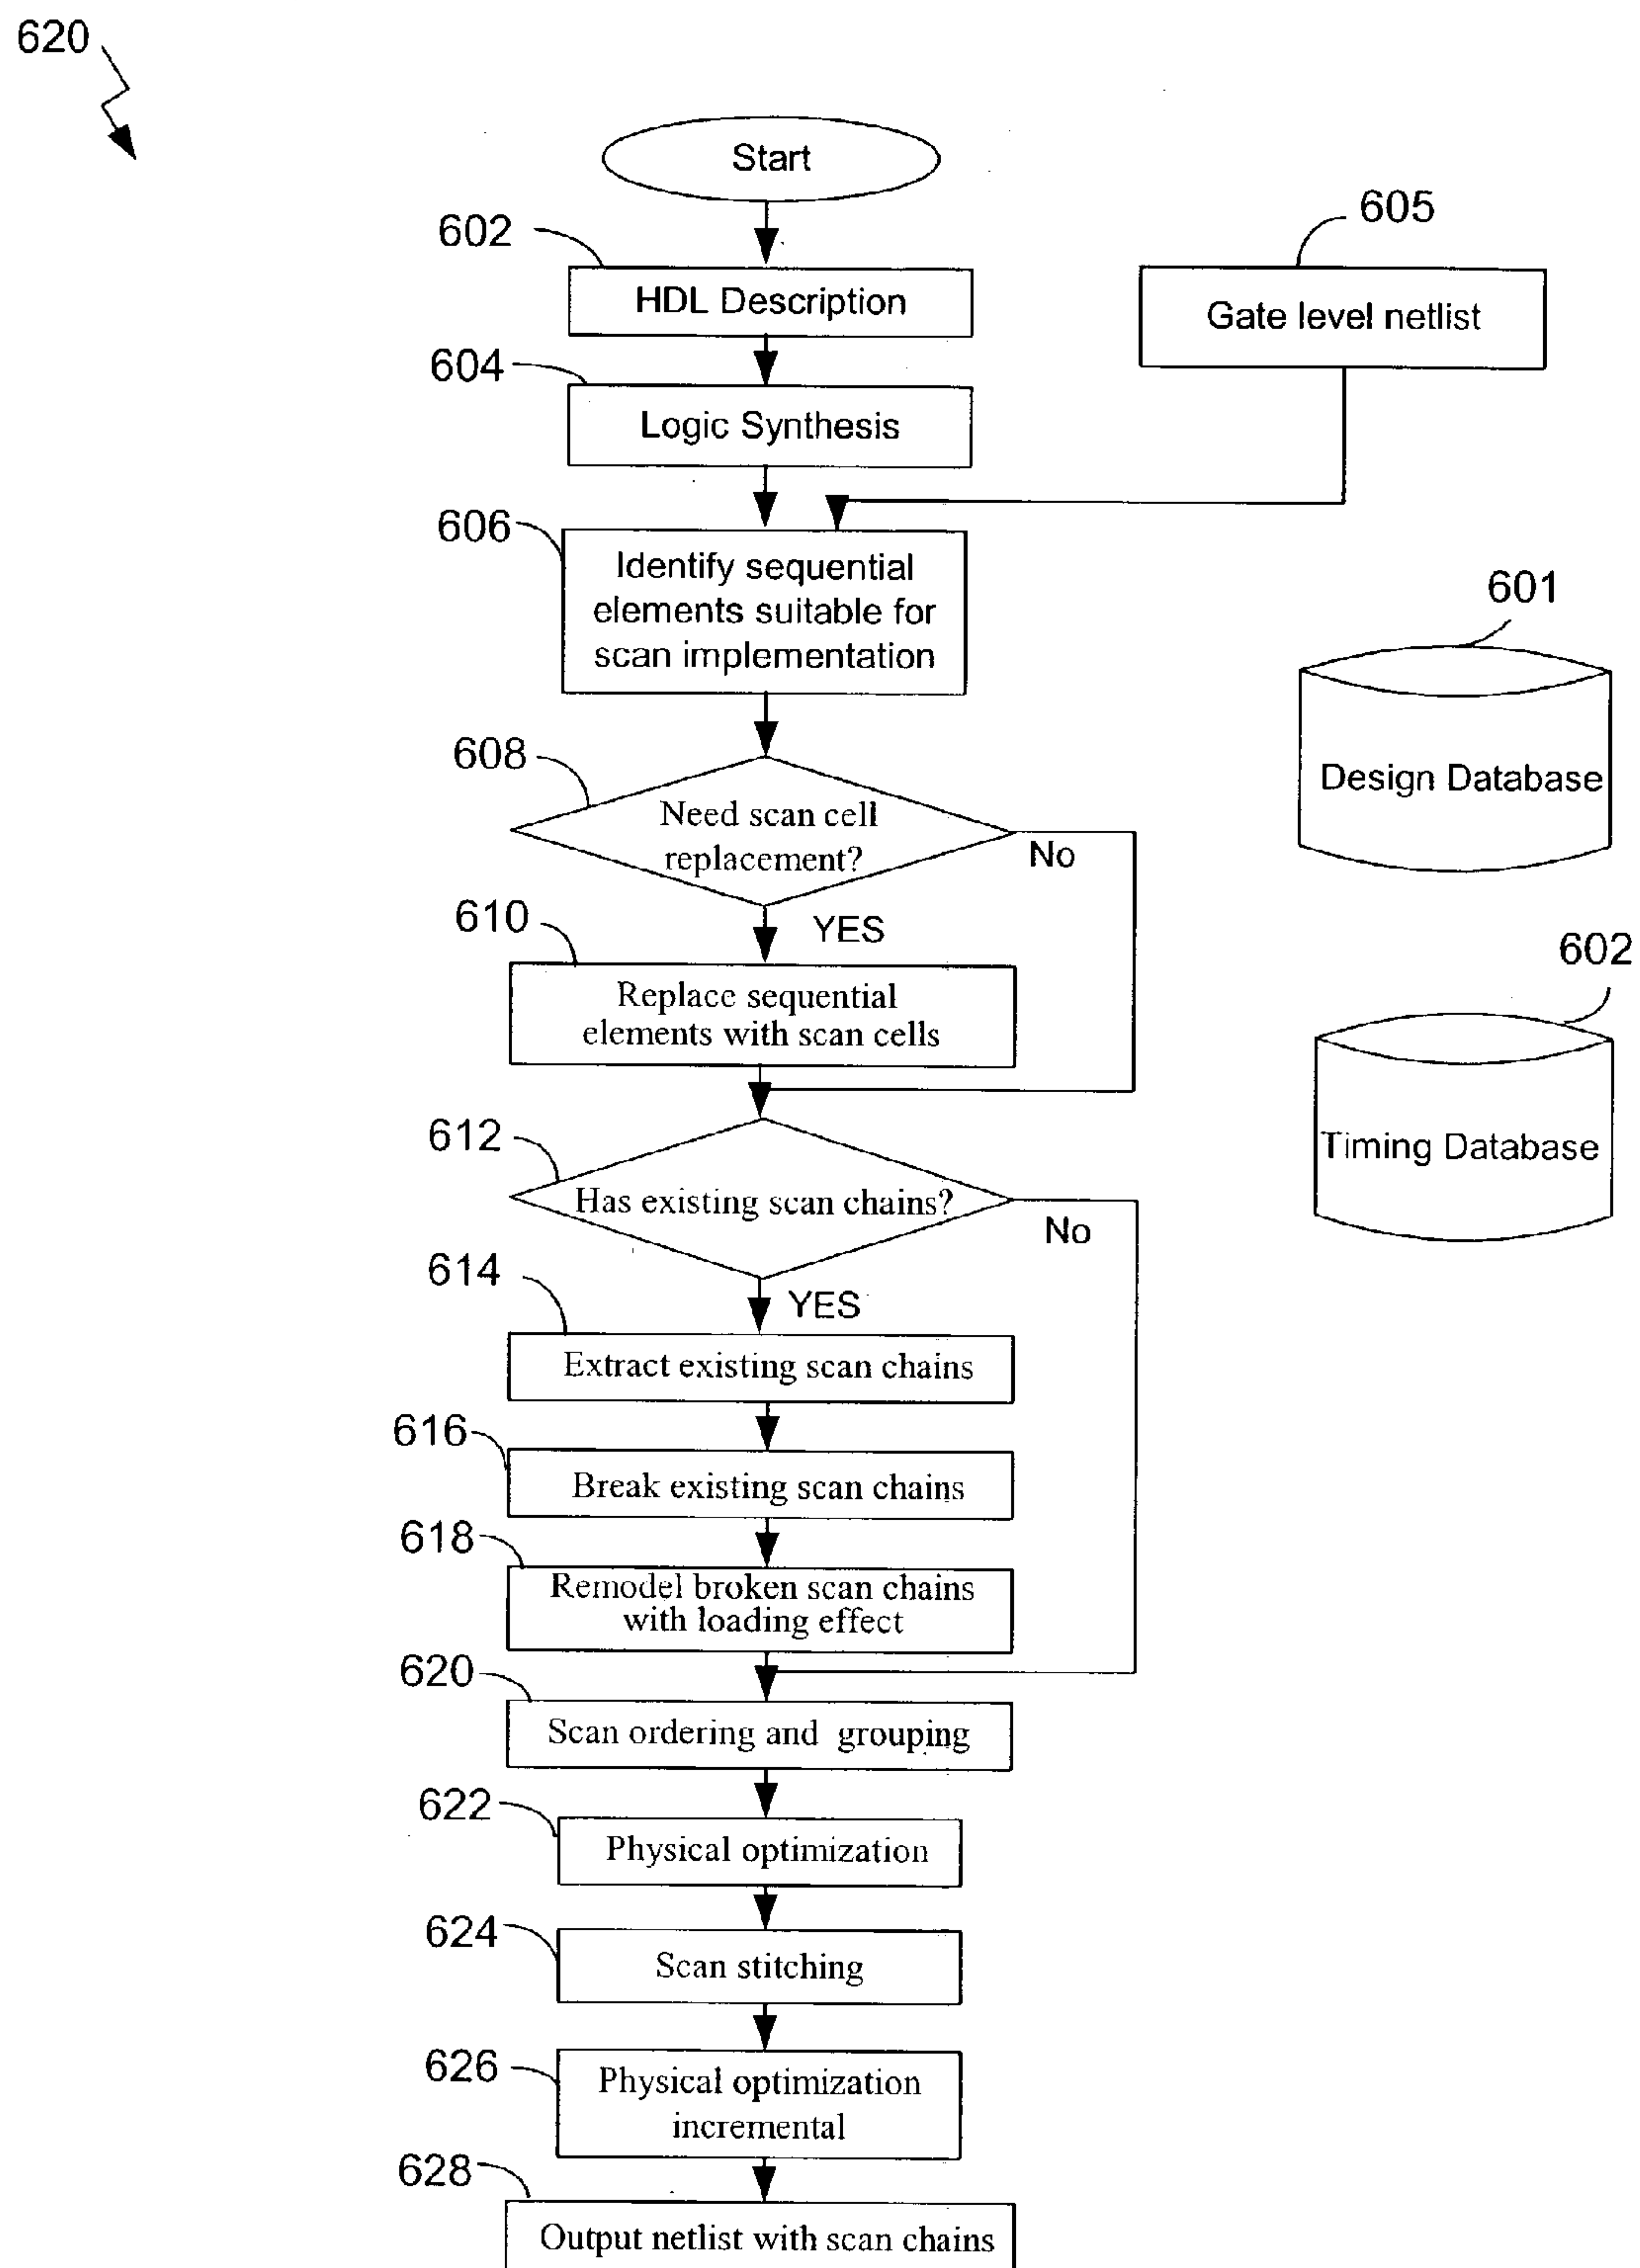 620
Start
602
HDL Description
605
Gate level netlist
604
Logic Synthesis
606
Identify sequential
elements suitable for
scan implementation
601
Design Database
608
Need scan cell
replacement?
No
YES
610
Replace sequential
elements with scan cells
602
Timing Database
612
Has existing scan chains?
No
YES
614
Extract existing scan chains
616
Break existing scan chains
618
Remodel broken scan chains
with loading effect
620
Scan ordering and grouping
622
Physical optimization
624
Scan stitching
626
Physical optimization
incremental
628
Output netlist with scan chains